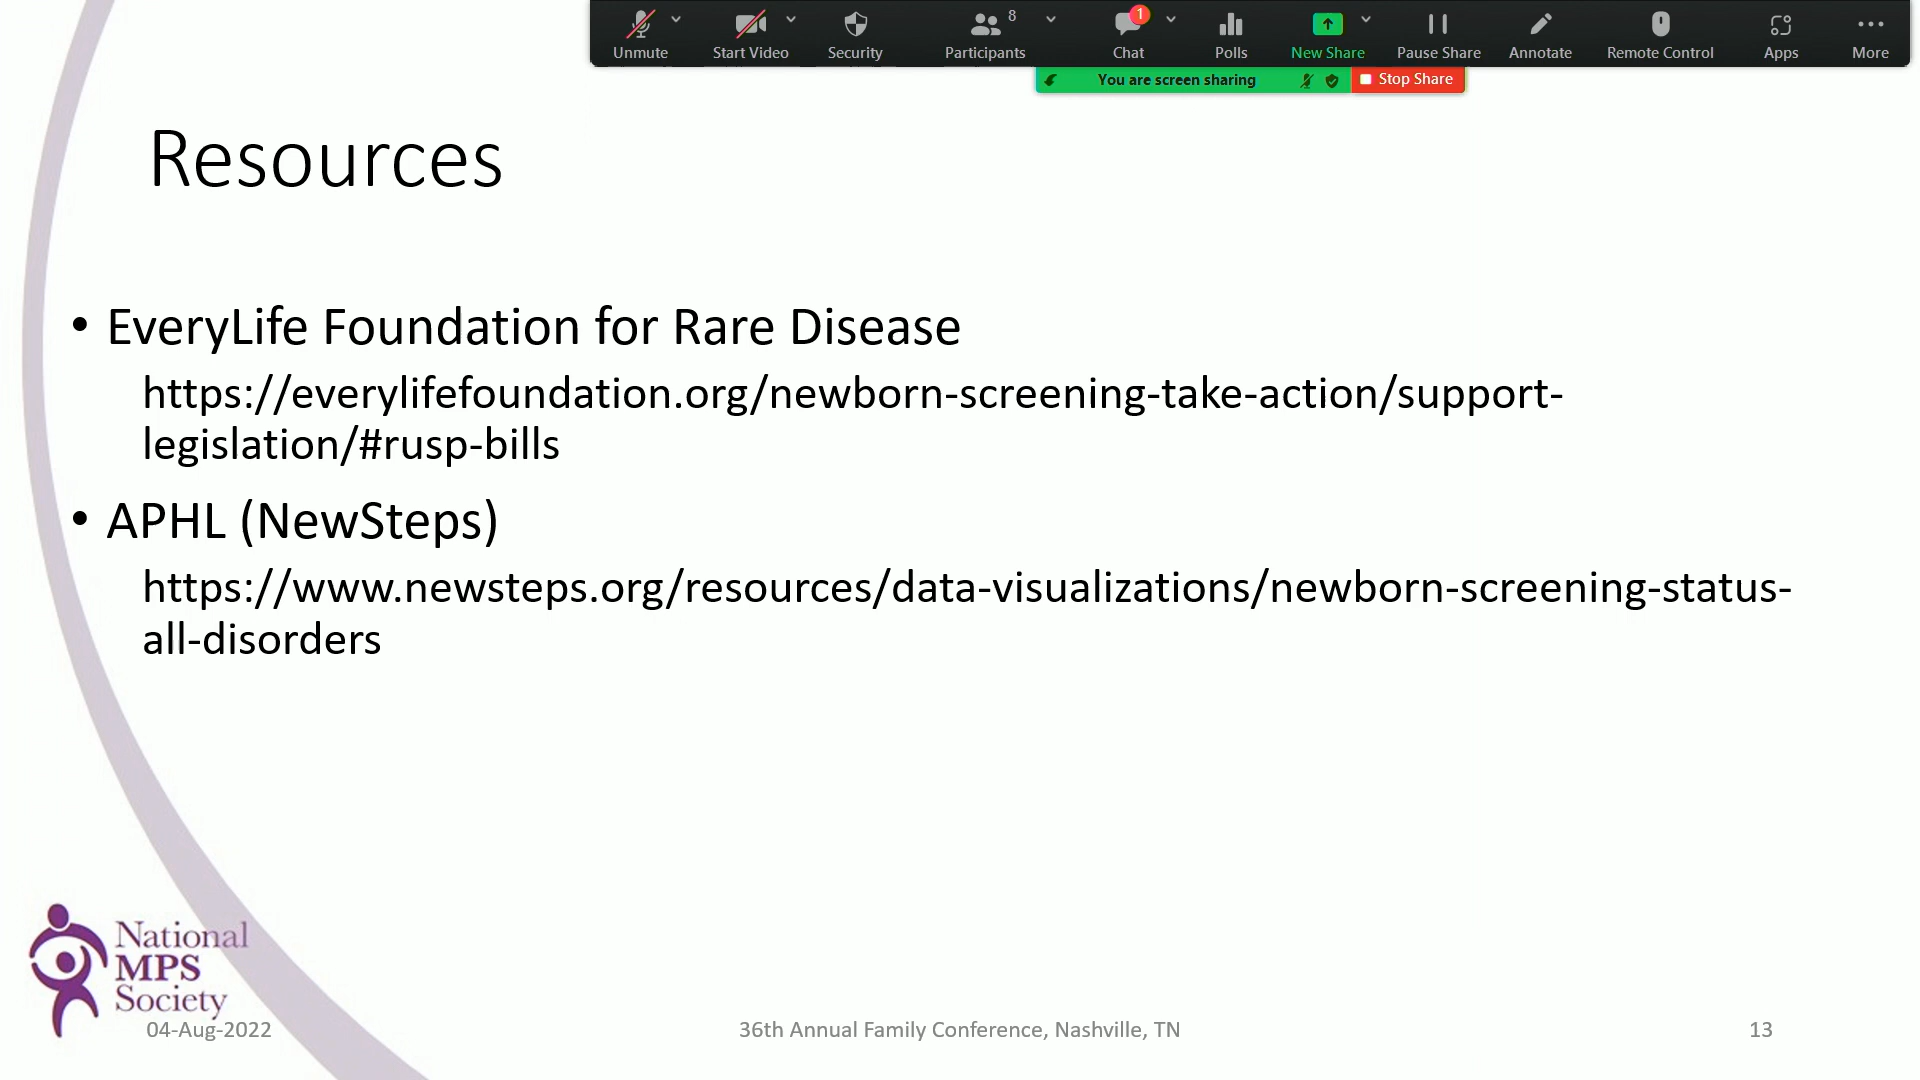 8
1
Unmute Start Video Security Participants Chat Polls New Share Pause Share Annotate Remote Control Apps More
You are screen sharing Stop Share
Resources
• EveryLife Foundation for Rare Disease
https://everylifefoundation.org/newborn-screening-take-action/support-
legislation/#rusp-bills
• APHL (NewSteps)
https://www.newsteps.org/resources/data-visualizations/newborn-screening-status-
all-disorders
National
MPS
Society
04-Aug-2022 36th Annual Family Conference, Nashville, TN 13